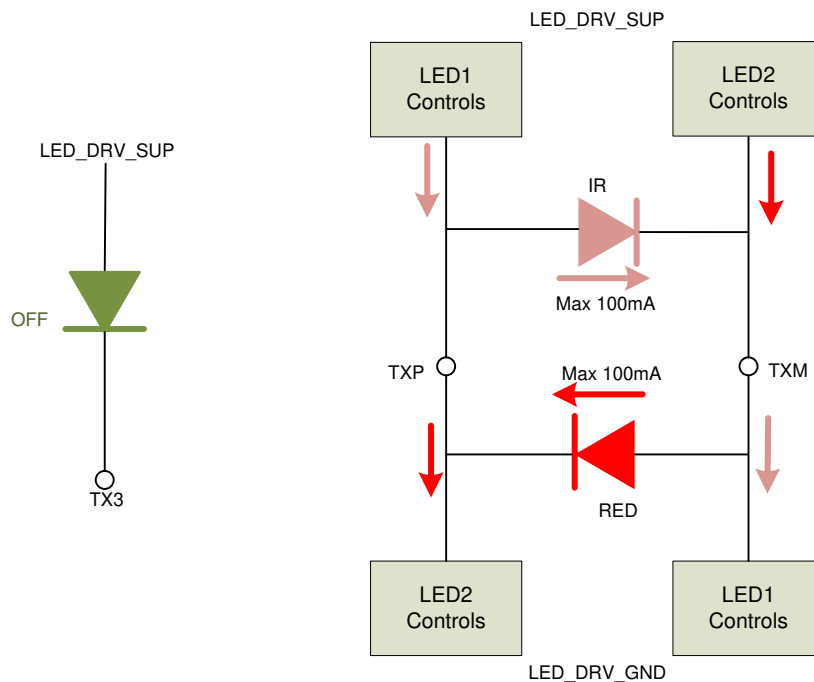 LED_DRV_SUP
LED1
Controls
LED2
Controls
LED_DRV_SUP
IR
OFF
Max 100mA
TXP
Max 100mA
TXM
TX3
RED
LED2
Controls
LED1
Controls
LED_DRV_GND